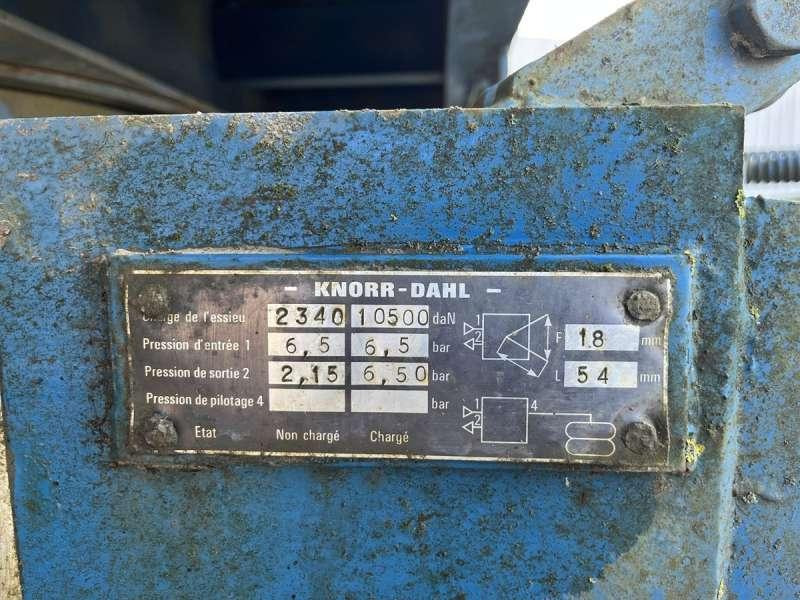 - KNORR-DAHL -
Charge de l'essieu 2340 10500 daN
Pression d'entrée 1 6,5 6,5 bar
Pression de sortie 2 2,15 6,50 bar
Pression de pilotage 4 bar
Etat Non chargé Chargé
1
2
F 18 mm
L 54 mm
1 4
2